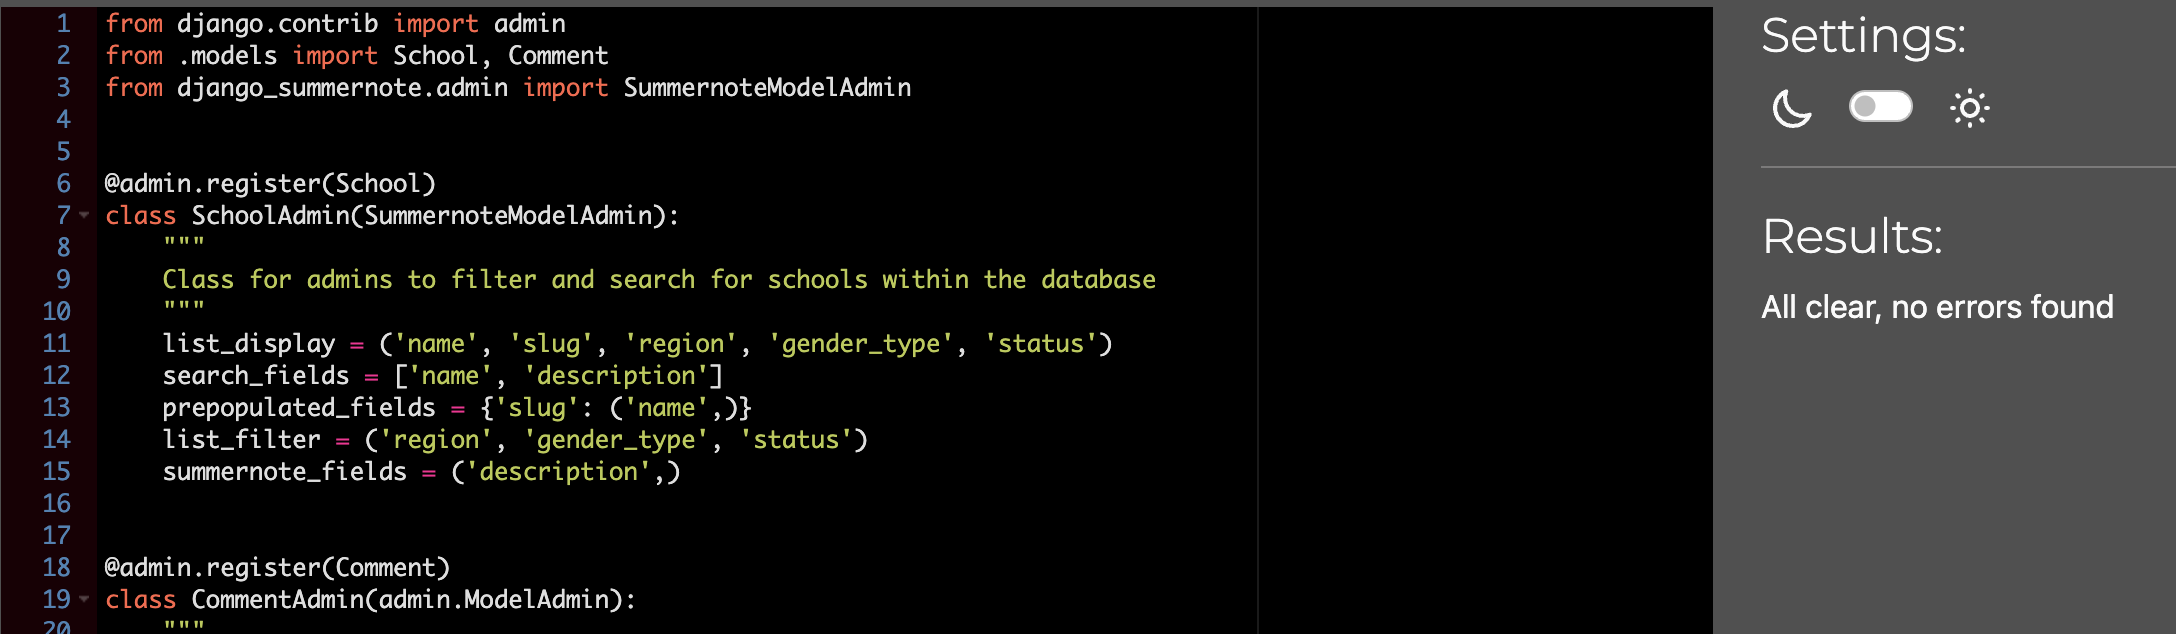 1 from django.contrib import admin
2 from .models import School, Comment
3 from django_summernote.admin import SummernoteModelAdmin
4
5
6 @admin.register(School)
7 class SchoolAdmin(SummernoteModelAdmin):
8     """
9     Class for admins to filter and search for schools within the database
10     """
11     list_display = ('name', 'slug', 'region', 'gender_type', 'status')
12     search_fields = ['name', 'description']
13     prepopulated_fields = {'slug': ('name',)}
14     list_filter = ('region', 'gender_type', 'status')
15     summernote_fields = ('description',)
16
17
18 @admin.register(Comment)
19 class CommentAdmin(admin.ModelAdmin):
20     """
Settings:
Results:
All clear, no errors found